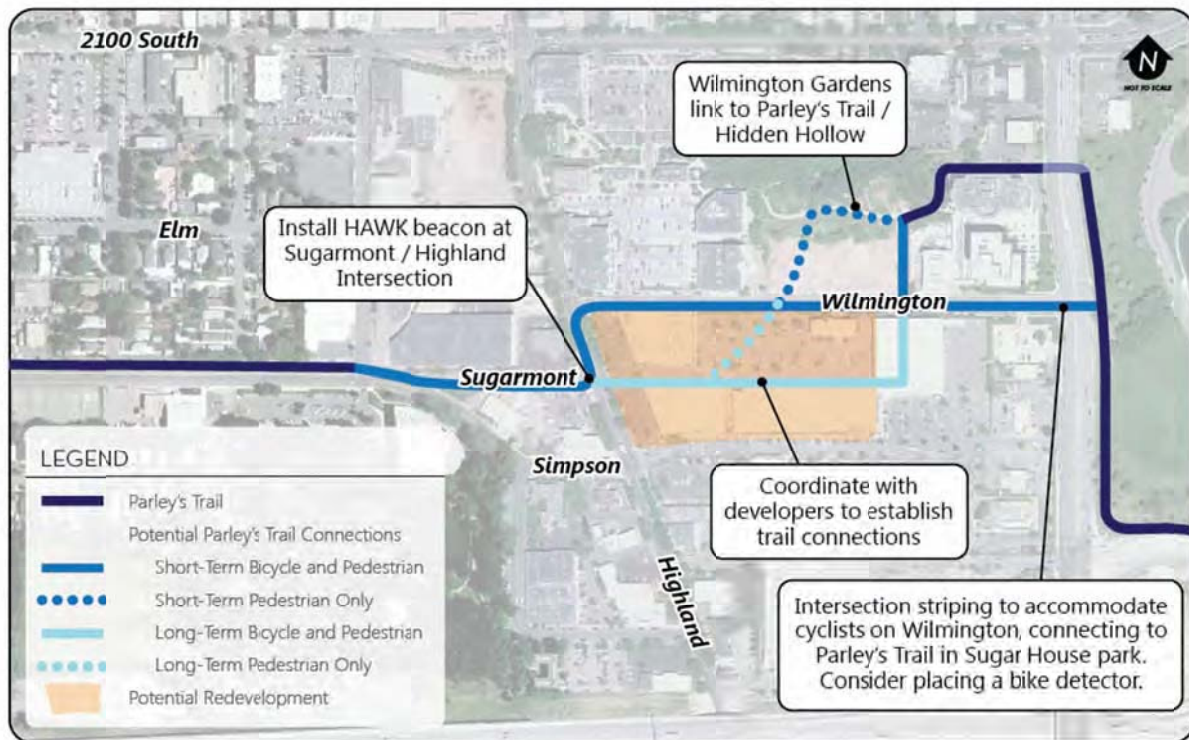 2100 South
N
NOT TO SCALE
Wilmington Gardens
link to Parley's Trail /
Hidden Hollow
Elm
Install HAWK beacon at
Sugarmont / Highland
Intersection
Wilmington
Sugarmont
Simpson
Coordinate with
developers to establish
trail connections
Highland
Intersection striping to accommodate
cyclists on Wilmington, connecting to
Parley's Trail in Sugar House park.
Consider placing a bike detector.
LEGEND
Parley's Trail
Potential Parley's Trail Connections
Short-Term Bicycle and Pedestrian
Short-Term Pedestrian Only
Long-Term Bicycle and Pedestrian
Long-Term Pedestrian Only
Potential Redevelopment